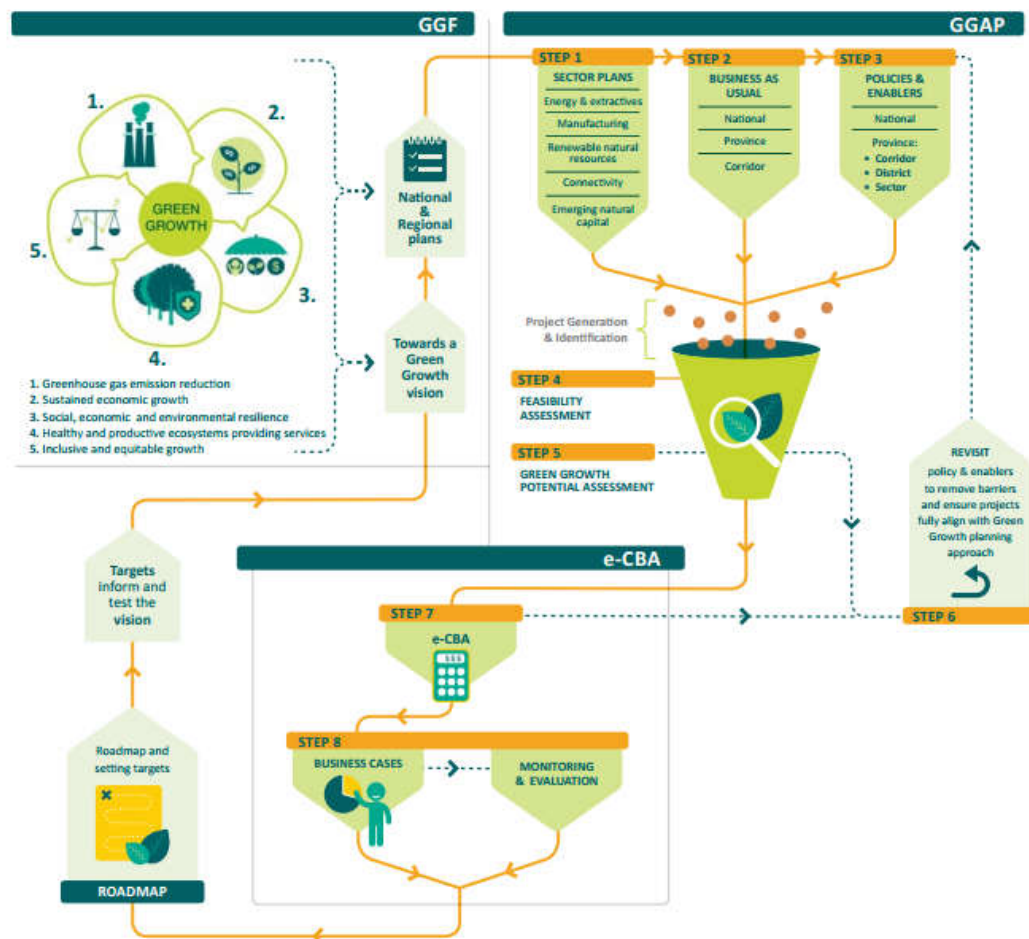 GGF
GGAP
1.
2.
3.
4.
5.
GREEN
GROWTH
1. Greenhouse gas emission reduction
2. Sustained economic growth
3. Social, economic and environmental resilience
4. Healthy and productive ecosystems providing services
5. Inclusive and equitable growth
National
&
Regional
plans
Towards a
Green
Growth
vision
Targets
inform and
test the
vision
Roadmap and
setting targets
ROADMAP
STEP 1
SECTOR PLANS
Energy & extractives
Manufacturing
Renewable natural
resources
Connectivity
Emerging natural
capital
STEP 2
BUSINESS AS
USUAL
National
Province
Corridor
STEP 3
POLICIES &
ENABLERS
National
Province:
• Corridor
• District
• Sector
Project Generation
& Identification
STEP 4
FEASIBILITY
ASSESSMENT
STEP 5
GREEN GROWTH
POTENTIAL ASSESSMENT
REVISIT
policy & enablers
to remove barriers
and ensure projects
fully align with Green
Growth planning
approach
STEP 6
e-CBA
STEP 7
e-CBA
$$$
STEP 8
BUSINESS CASES
MONITORING
& EVALUATION